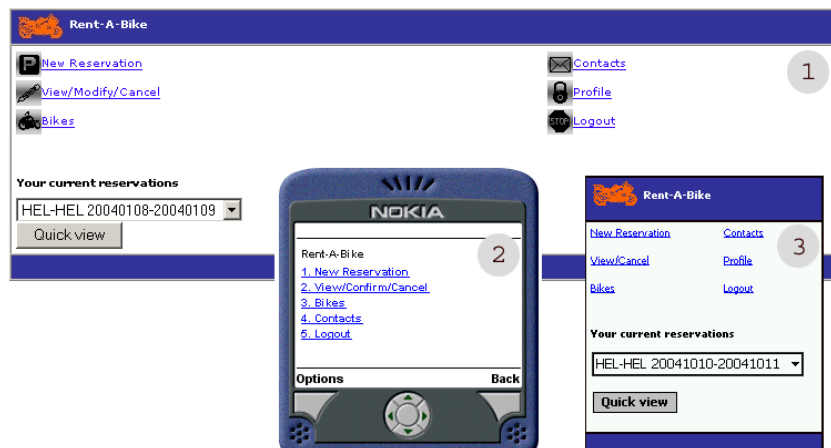 Rent-A-Bike
P New Reservation
Contacts
1
View/Modify/Cancel
Profile
Bikes
STOP Logout
Your current reservations
HEL-HEL 20040108-20040109
Quick view
NOKIA
2
Rent-A-Bike
1. New Reservation
2. View/Confirm/Cancel
3. Bikes
4. Contacts
5. Logout
Options Back
Rent-A-Bike
New Reservation Contacts
3
View/Cancel Profile
Bikes Logout
Your current reservations
HEL-HEL 20041010-20041011
Quick view